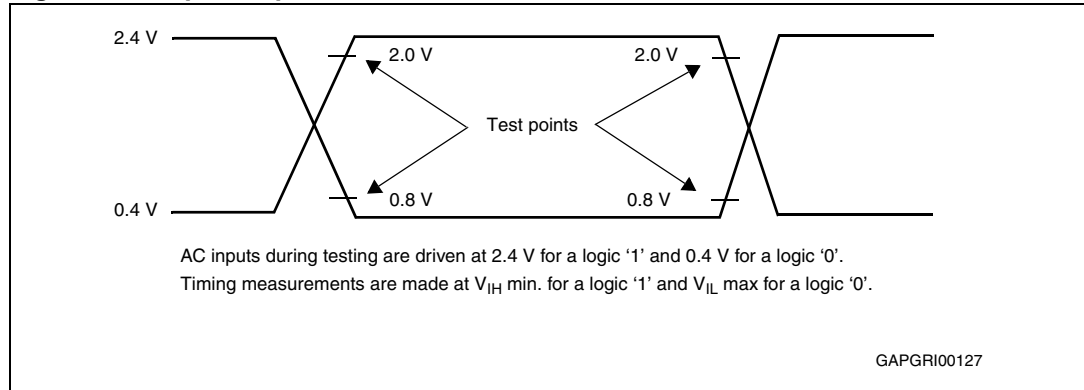 2.4 V
2.0 V
2.0 V
Test points
0.8 V
0.8 V
0.4 V
AC inputs during testing are driven at 2.4 V for a logic ‘1’ and 0.4 V for a logic ‘0’.
Timing measurements are made at VIH min. for a logic ‘1’ and VIL max for a logic ‘0’.
GAPGRI00127